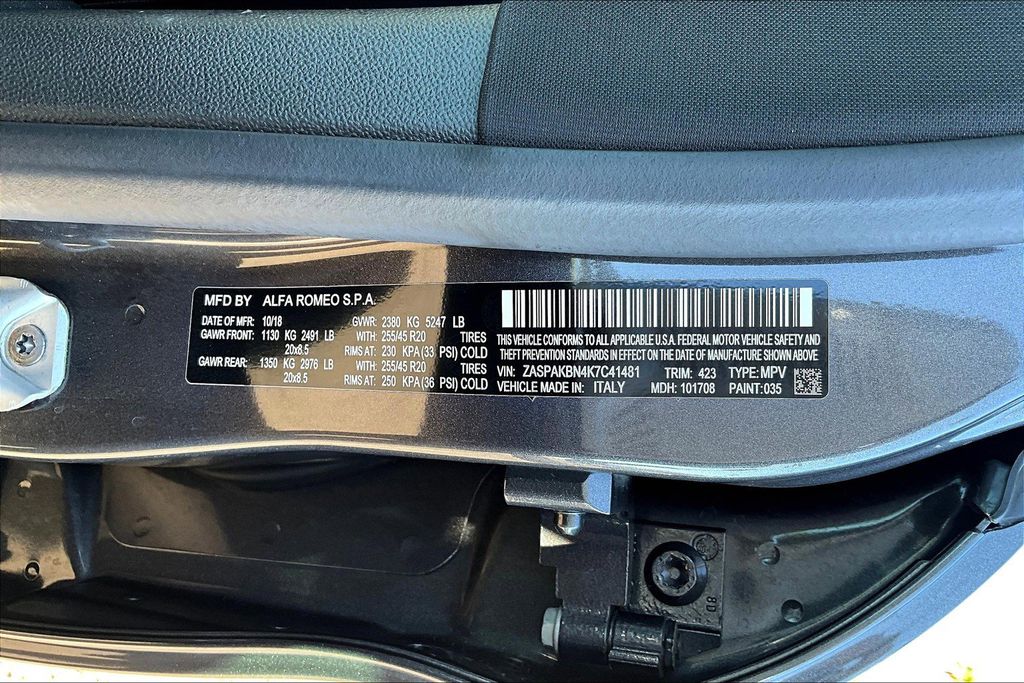 MFD BY ALFA ROMEO S.P.A.
DATE OF MFR: 10/18 GVWR: 2380 KG 5247 LB
GAWR FRONT: 1130 KG 2491 LB WITH: 255/45 R20 TIRES
20x8.5 RIMS AT: 230 KPA (33 PSI) COLD
GAWR REAR: 1350 KG 2976 LB WITH: 255/45 R20 TIRES
20x8.5 RIMS AT: 250 KPA (36 PSI) COLD
THIS VEHICLE CONFORMS TO ALL APPLICABLE U.S.A. FEDERAL MOTOR VEHICLE SAFETY AND
THEFT PREVENTION STANDARDS IN EFFECT ON THE DATE OF MANUFACTURE SHOWN ABOVE.
VIN: ZASPAKBN4K7C41481 TRIM: 423 TYPE: MPV
VEHICLE MADE IN: ITALY MDH: 101708 PAINT: 035
8D